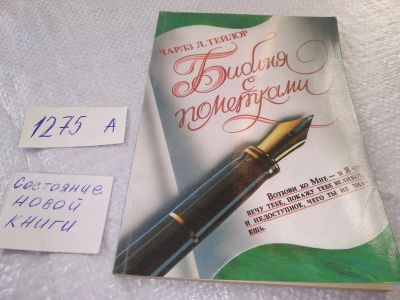 ЧАРЛЗ Л. ТЕЙЛОР
Библия
с
пометками
Воззови ко Мне — и Я от-
вечу тебе, покажу тебе великое
и недоступное, чего ты не зна-
ешь.
1275 А
состояние
новой
книги